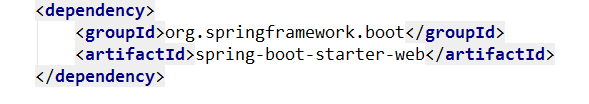 <dependency>
<groupId>org.springframework.boot</groupId>
<artifactId>spring-boot-starter-web</artifactId>
</dependency>